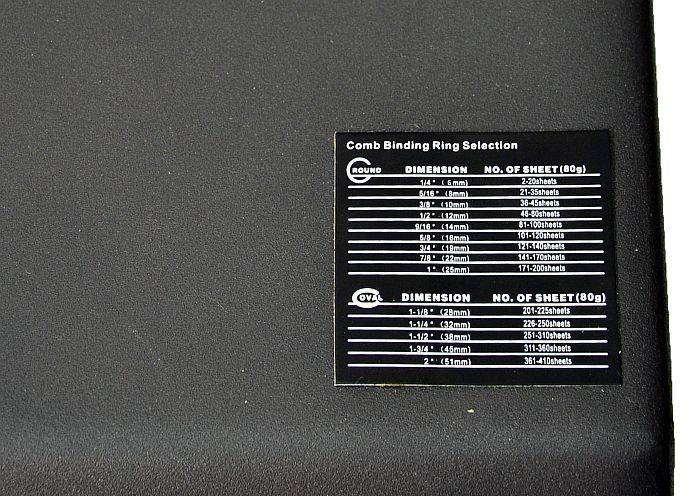 Comb Binding Ring Selection
ROUND DIMENSION NO. OF SHEET(80g)
1/4" (6mm) 2-20sheets
5/16" (8mm) 21-35sheets
3/8" (10mm) 36-45sheets
1/2" (12mm) 46-80sheets
9/16" (14mm) 81-100sheets
5/8" (16mm) 101-120sheets
3/4" (19mm) 121-140sheets
7/8" (22mm) 141-170sheets
1" (25mm) 171-200sheets
OVAL DIMENSION NO. OF SHEET(80g)
1-1/8" (28mm) 201-225sheets
1-1/4" (32mm) 226-250sheets
1-1/2" (38mm) 251-310sheets
1-3/4" (45mm) 311-360sheets
2" (51mm) 361-410sheets